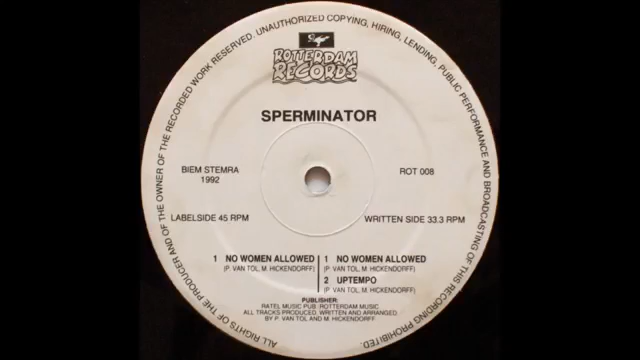 ALL RIGHTS OF THE PRODUCER AND OF THE OWNER OF THE RECORDED WORK RESERVED. UNAUTHORIZED COPYING, HIRING, LENDING, PUBLIC PERFORMANCE AND BROADCASTING OF THIS RECORDING PROHIBITED.
ROTTERDAM
RECORDS
SPERMINATOR
BIEM STEMRA
1992
ROT 008
LABELSIDE 45 RPM
WRITTEN SIDE 33.3 RPM
1 NO WOMEN ALLOWED
(P. VAN TOL, M. HICKENDORFF)
1 NO WOMEN ALLOWED
(P. VAN TOL, M. HICKENDORFF)
2 UPTEMPO
(P. VAN TOL, M. HICKENDORFF)
PUBLISHER:
RATEL MUSIC PUB. ROTTERDAM MUSIC.
ALL TRACKS PRODUCED, WRITTEN AND ARRANGED
BY P. VAN TOL AND M. HICKENDORFF